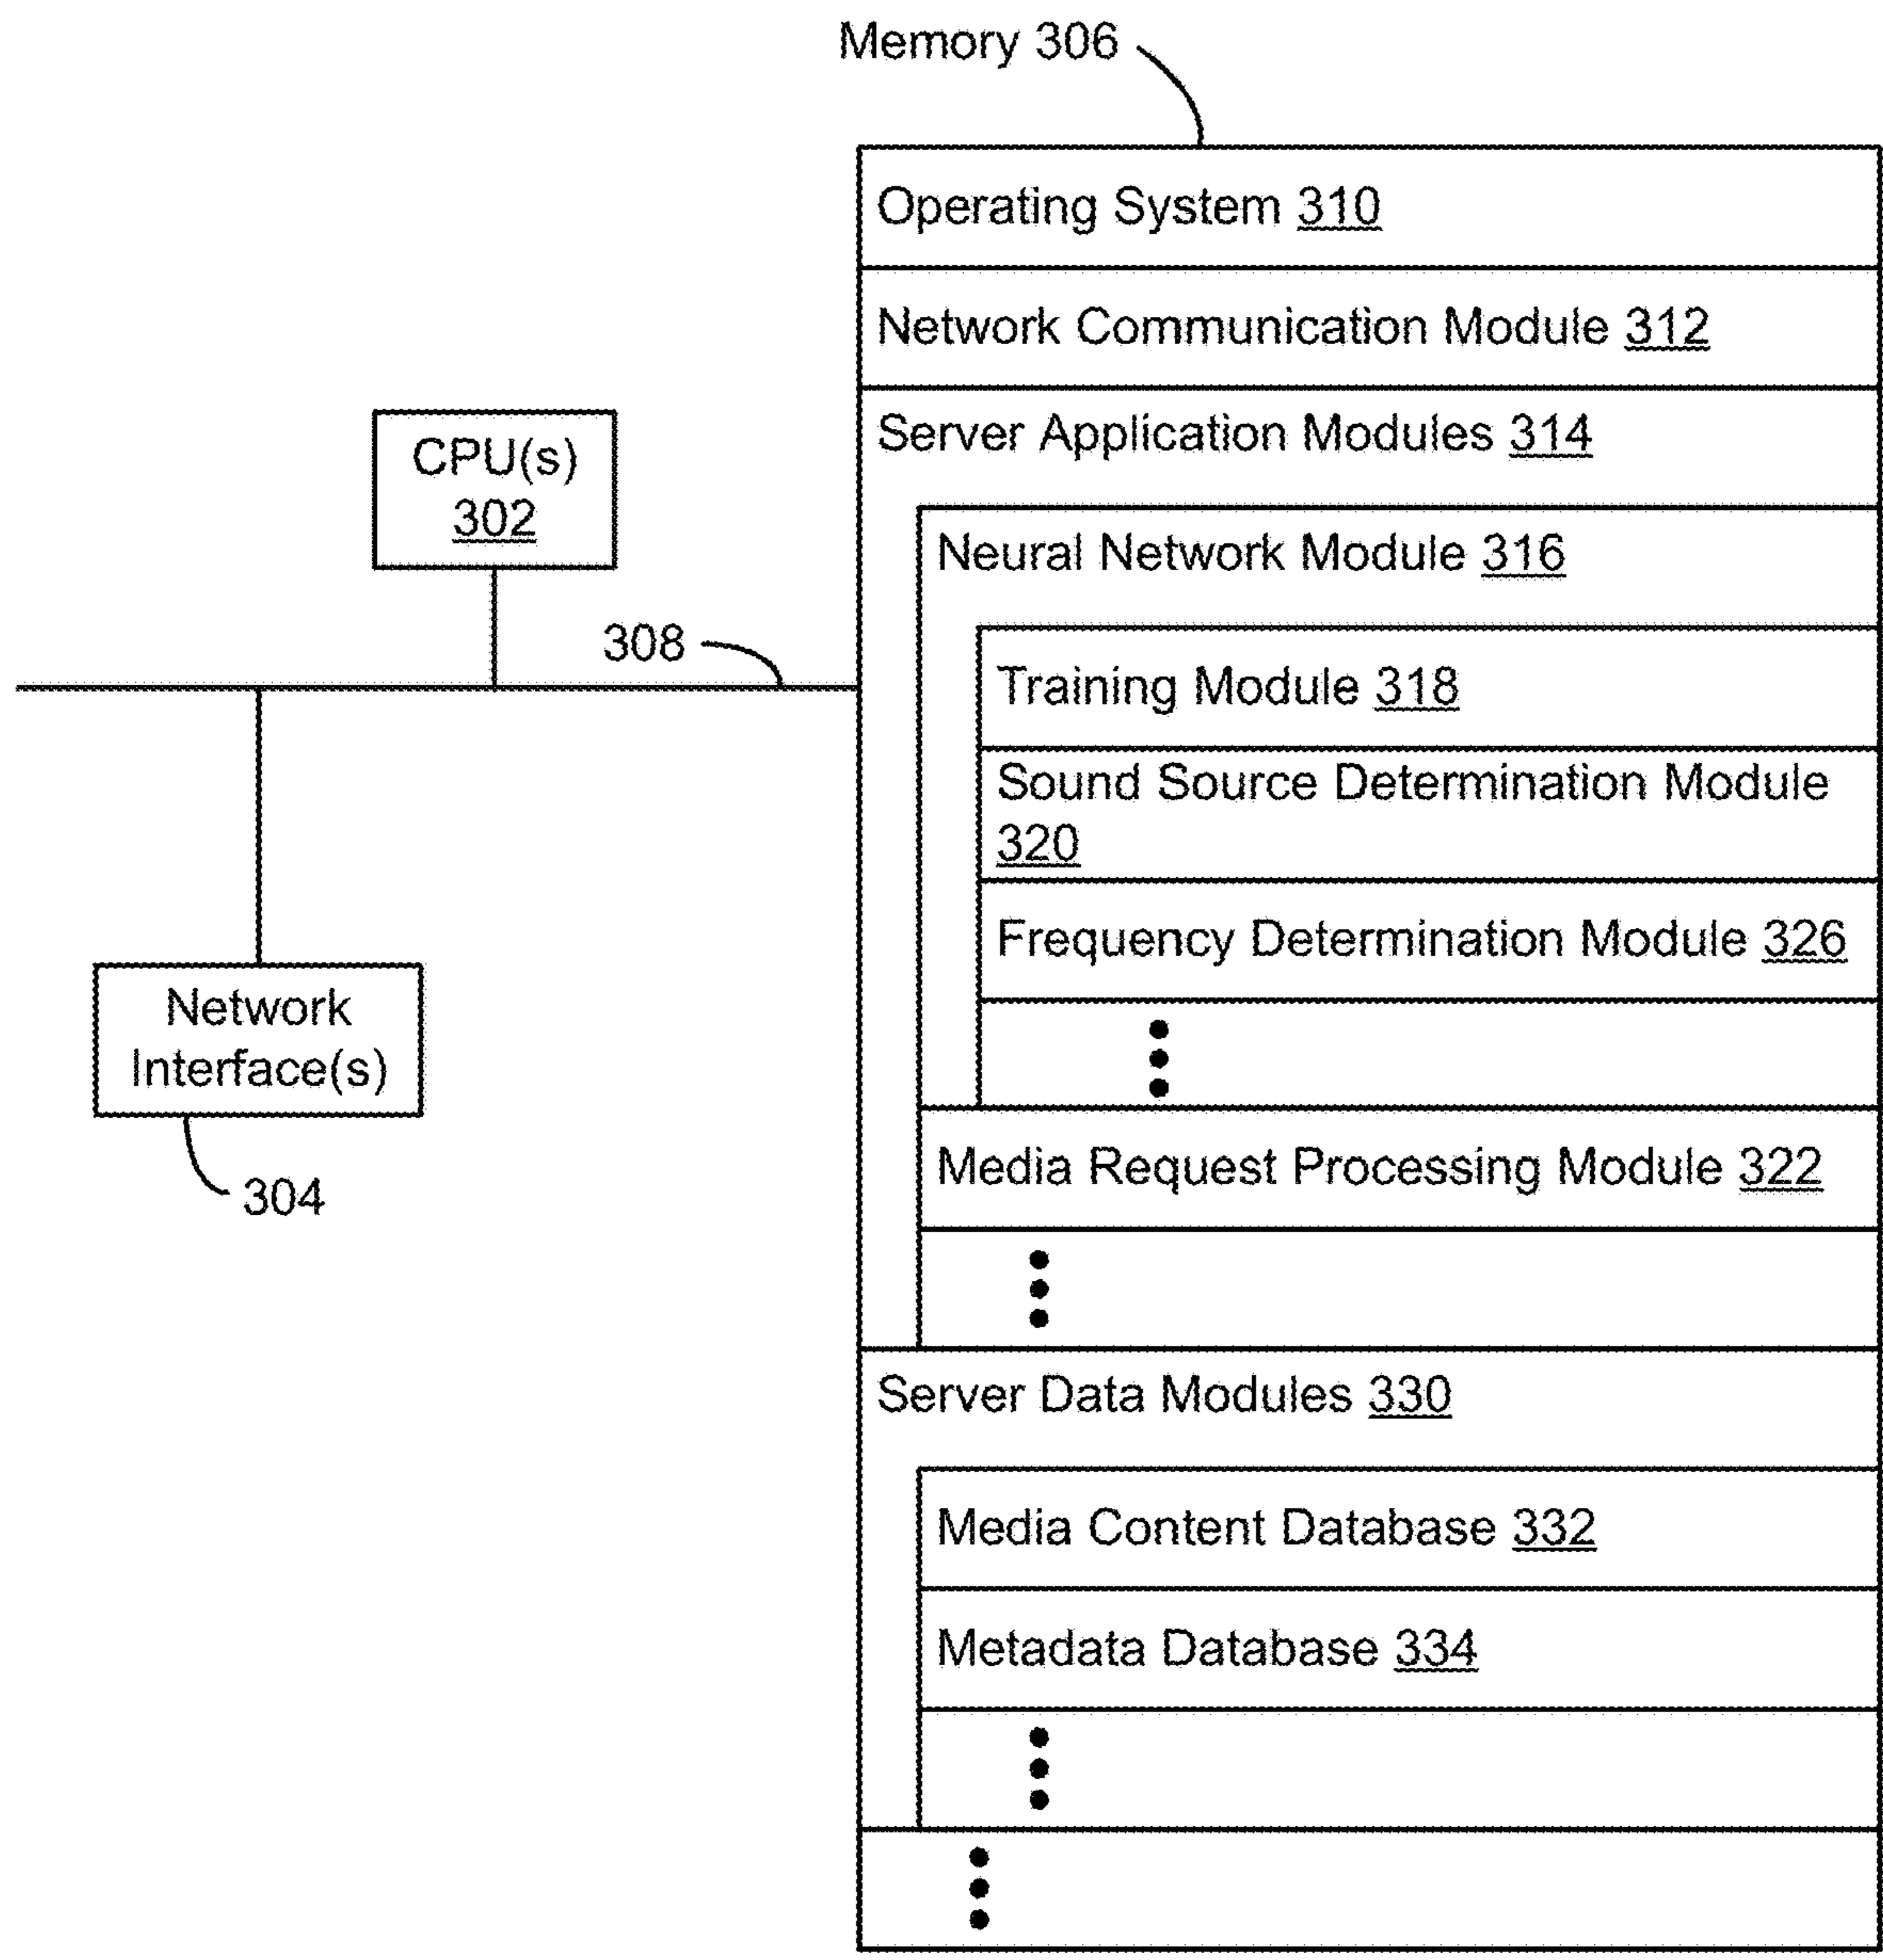 Memory 306
Operating System 310
Network Communication Module 312
Server Application Modules 314
Neural Network Module 316
Training Module 318
Sound Source Determination Module
320
Frequency Determination Module 326
Media Request Processing Module 322
Server Data Modules 330
Media Content Database 332
Metadata Database 334
CPU(s)
302
308
Network
Interface(s)
304